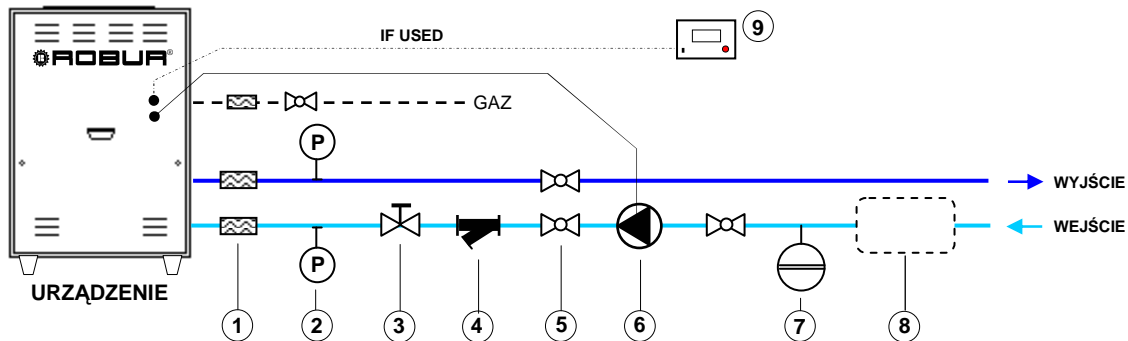 IF USED
9
ROBUR®
GAZ
P
WYJŚCIE
WEJŚCIE
P
URZĄDZENIE
1 2 3 4 5 6 7 8